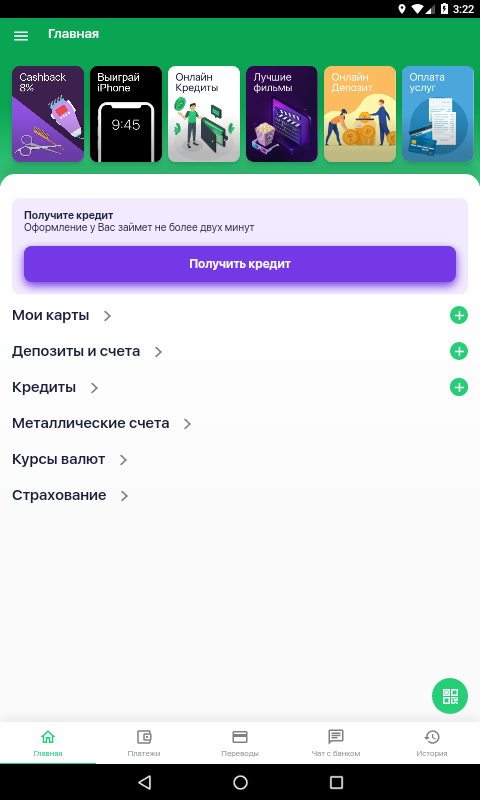 3:22
Главная
Cashback
8%
Выиграй
iPhone
9:45
Онлайн
Кредиты
Лучшие
фильмы
Онлайн
Депозит
Оплата
услуг
Получите кредит
Оформление у Вас займет не более двух минут
Получить кредит
Мои карты
Депозиты и счета
Кредиты
Металлические счета
Курсы валют
Страхование
Главная
Платежи
Переводы
Чат с банком
История